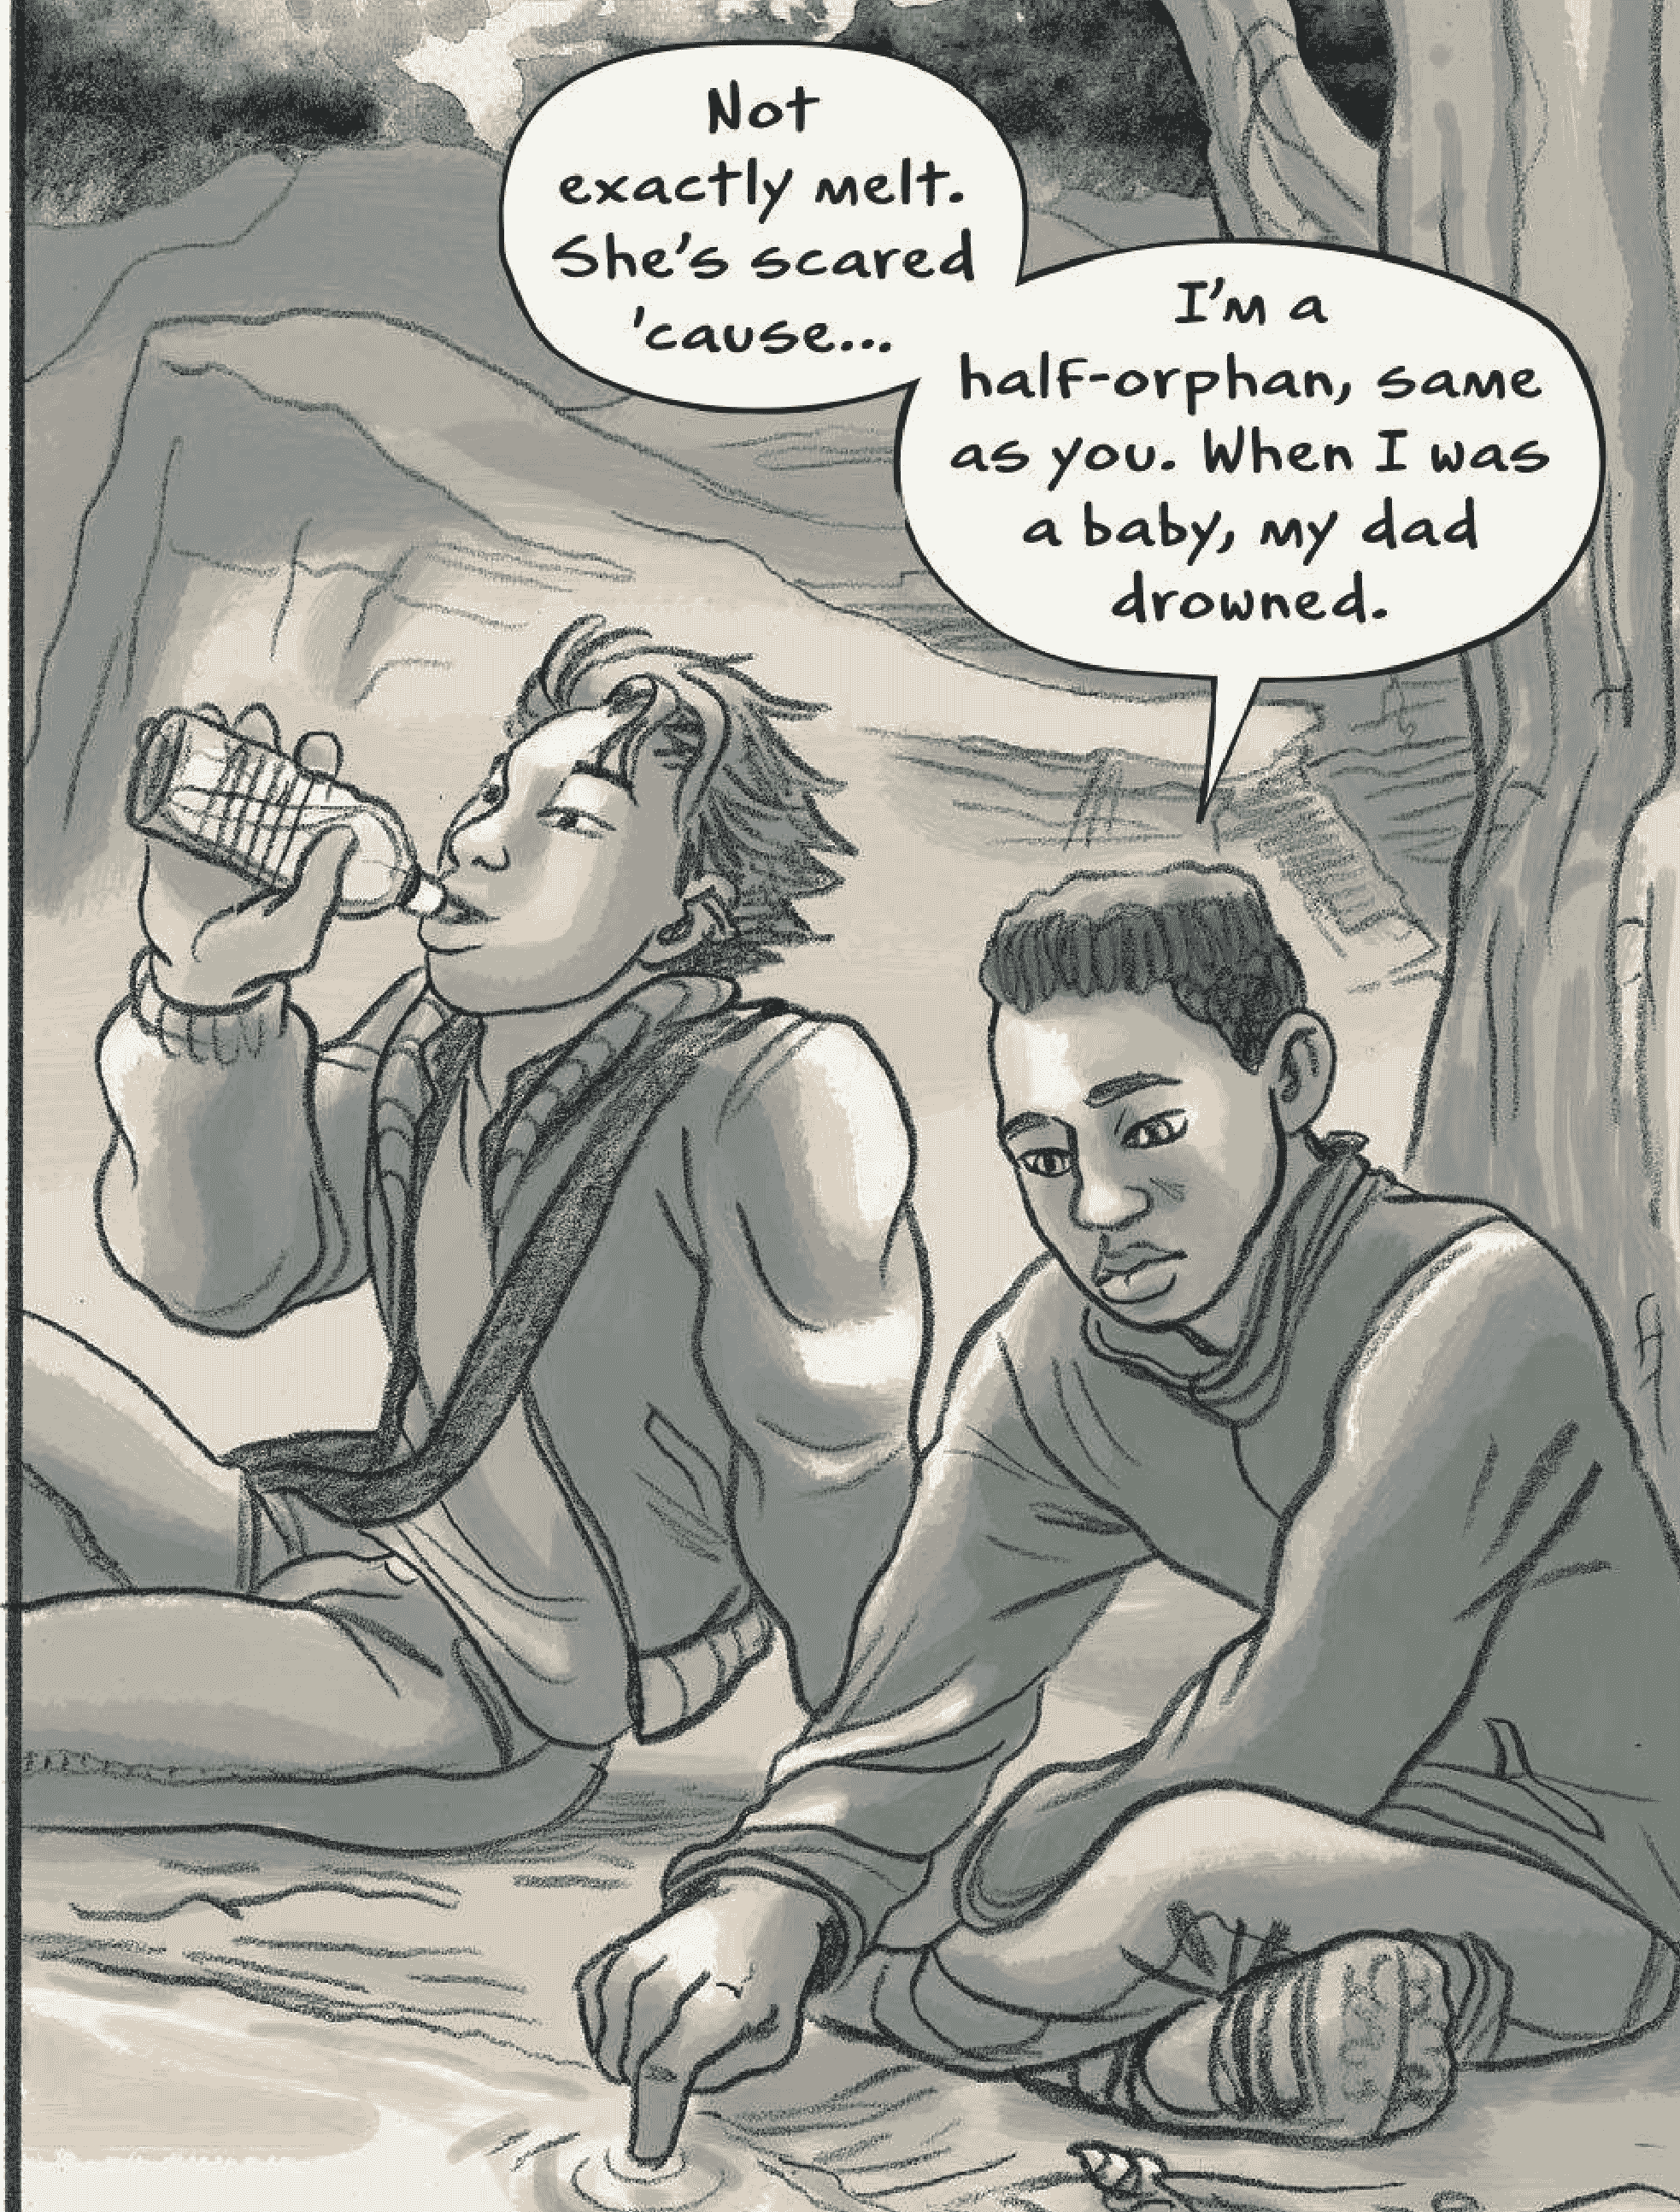 Not
exactly melt.
She's scared
'cause...
I'm a
half-orphan, same
as you. When I was
a baby, my dad
drowned.